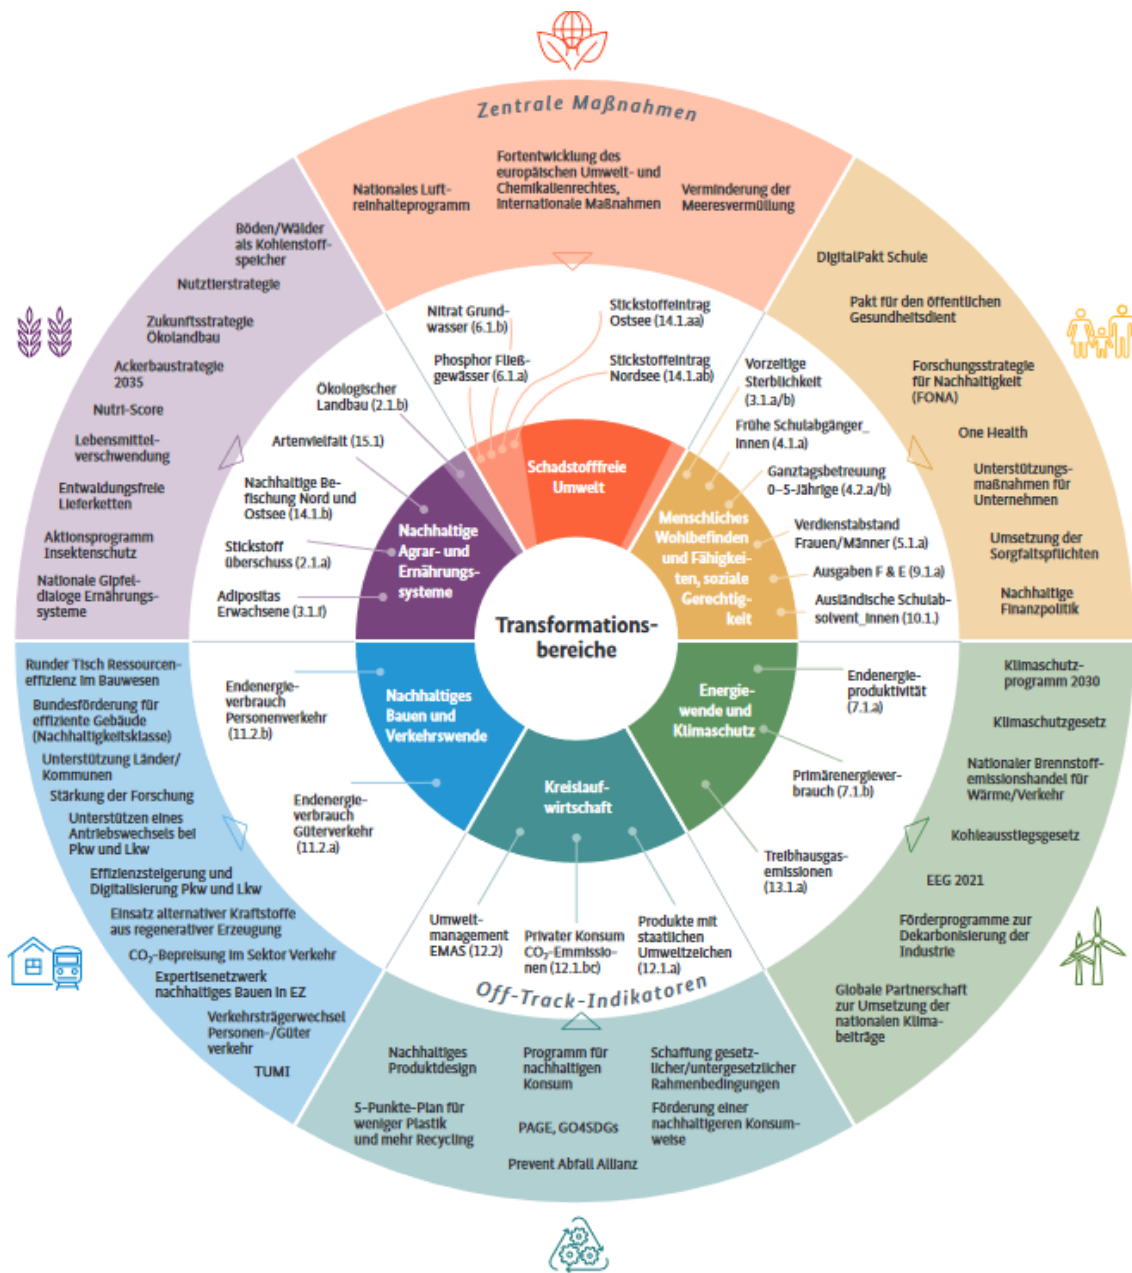 Zentrale Maßnahmen
Nationales Luft-
reinhalteprogramm
Fortentwicklung des
europäischen Umwelt- und
Chemikalienrechtes,
Internationale Maßnahmen
Verminderung der
Meeresvermüllung
Nitrat Grund-
wasser (6.1.b)
Phosphor Fließ-
gewässer (6.1.a)
Stickstoffeintrag
Ostsee (14.1.aa)
Stickstoffeintrag
Nordsee (14.1.ab)
Schadstofffreie
Umwelt
DigitalPakt Schule
Pakt für den öffentlichen
Gesundheitsdient
Forschungsstrategie
für Nachhaltigkeit
(FONA)
One Health
Unterstützungs-
maßnahmen für
Unternehmen
Umsetzung der
Sorgfaltspflichten
Nachhaltige
Finanzpolitik
Vorzeitige
Sterblichkeit
(3.1.a/b)
Frühe Schulabgänger_
innen (4.1.a)
Ganztagsbetreuung
0–5-Jährige (4.2.a/b)
Verdienstabstand
Frauen/Männer (5.1.a)
Ausgaben F & E (9.1.a)
Ausländische Schulab-
solvent_innen (10.1.)
Menschliches
Wohlbefinden
und Fähigkei-
ten, soziale
Gerechtig-
keit
Klimaschutz-
programm 2030
Klimaschutzgesetz
Nationaler Brennstoff-
emissionshandel für
Wärme/Verkehr
Kohleausstiegsgesetz
EEG 2021
Förderprogramme zur
Dekarbonisierung der
Industrie
Globale Partnerschaft
zur Umsetzung der
nationalen Klima-
beiträge
Endenergie-
produktivität
(7.1.a)
Primärenergiever-
brauch (7.1.b)
Treibhausgas-
emissionen
(13.1.a)
Energie-
wende und
Klimaschutz
Kreislauf-
wirtschaft
Umwelt-
management
EMAS (12.2)
Privater Konsum
CO₂-Emmissio-
nen (12.1.bc)
Produkte mit
staatlichen
Umweltzeichen
(12.1.a)
Off-Track-Indikatoren
Nachhaltiges
Produktdesign
Programm für
nachhaltigen
Konsum
Schaffung gesetz-
licher/untergesetzlicher
Rahmenbedingungen
5-Punkte-Plan für
weniger Plastik
und mehr Recycling
PAGE, GO4SDGs
Förderung einer
nachhaltigeren Konsum-
weise
Prevent Abfall Allianz
Nachhaltiges
Bauen und
Verkehrswende
Endenergie-
verbrauch
Personenverkehr
(11.2.b)
Endenergie-
verbrauch
Güterverkehr
(11.2.a)
Runder Tisch Ressourcen-
effizienz im Bauwesen
Bundesförderung für
effiziente Gebäude
(Nachhaltigkeitsklasse)
Unterstützung Länder/
Kommunen
Stärkung der Forschung
Unterstützen eines
Antriebswechsels bei
Pkw und Lkw
Effizienzsteigerung und
Digitalisierung Pkw und Lkw
Einsatz alternativer Kraftstoffe
aus regenerativer Erzeugung
CO₂-Bepreisung im Sektor Verkehr
Expertisenetzwerk
nachhaltiges Bauen in EZ
Verkehrsträgerwechsel
Personen-/Güter
verkehr
TUMI
Böden/Wälder
als Kohlenstoff-
speicher
Nutztierstrategie
Zukunftsstrategie
Ökolandbau
Ackerbaustrategie
2035
Nutri-Score
Lebensmittel-
verschwendung
Entwaldungsfreie
Lieferketten
Aktionsprogramm
Insektenschutz
Nationale Gipfel-
dialoge Ernährungs-
systeme
Ökologischer
Landbau (2.1.b)
Artenvielfalt (15.1)
Nachhaltige Be-
fischung Nord und
Ostsee (14.1.b)
Stickstoff
überschuss (2.1.a)
Adipositas
Erwachsene (3.1.f)
Nachhaltige
Agrar- und
Ernährungs-
systeme
Transformations-
bereiche